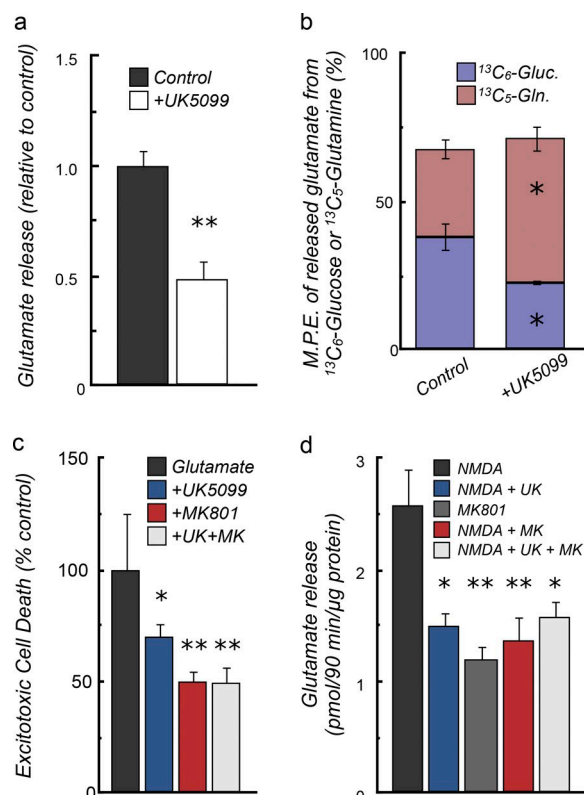 a
Glutamate release (relative to control)
1.5
1.0
0.5
0
Control
+UK5099
**
b
M.P.E. of released glutamate from
¹³C₆-Glucose or ¹³C₅-Glutamine (%)
100
50
0
¹³C₆-Gluc.
¹³C₅-Gln.
*
*
Control
+UK5099
c
Excitotoxic Cell Death (% control)
150
100
50
0
Glutamate
+UK5099
+MK801
+UK+MK
*
**
**
d
Glutamate release
(pmol/90 min/µg protein)
3
2
1
0
NMDA
NMDA + UK
MK801
NMDA + MK
NMDA + UK + MK
*
**
**
*